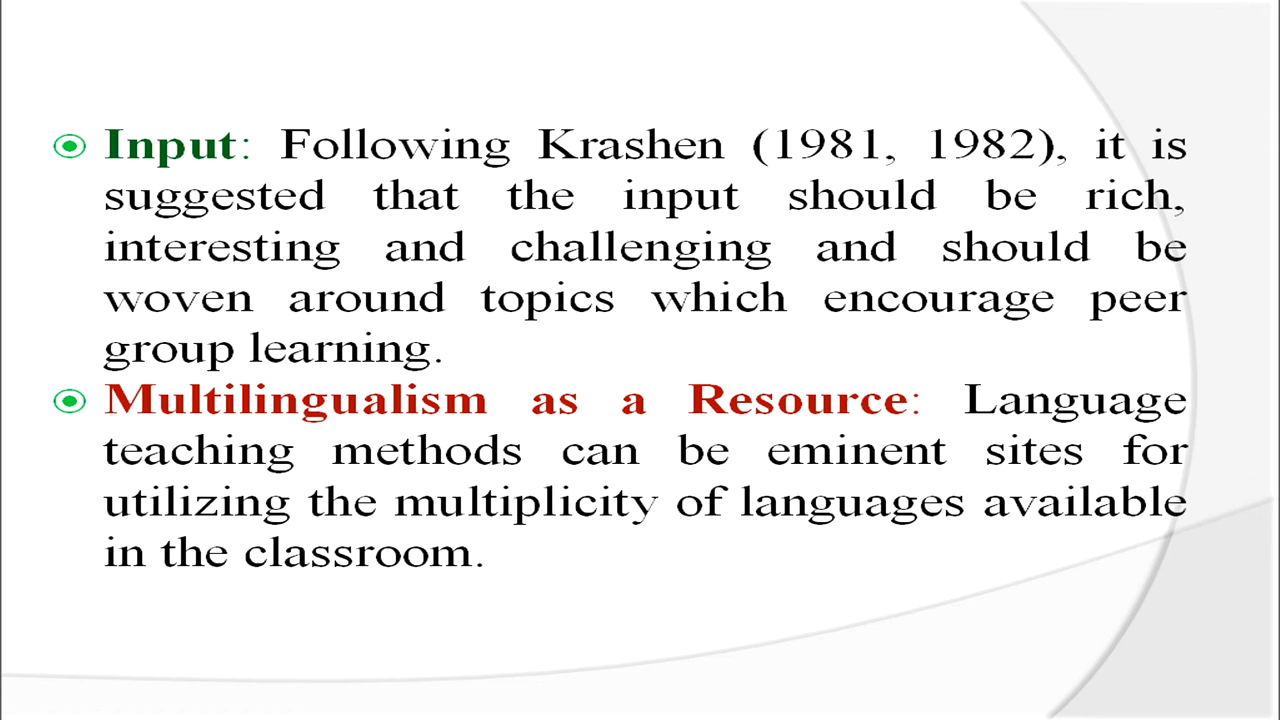 Input: Following Krashen (1981, 1982), it is
suggested that the input should be rich,
interesting and challenging and should be
woven around topics which encourage peer
group learning.
Multilingualism as a Resource: Language
teaching methods can be eminent sites for
utilizing the multiplicity of languages available
in the classroom.